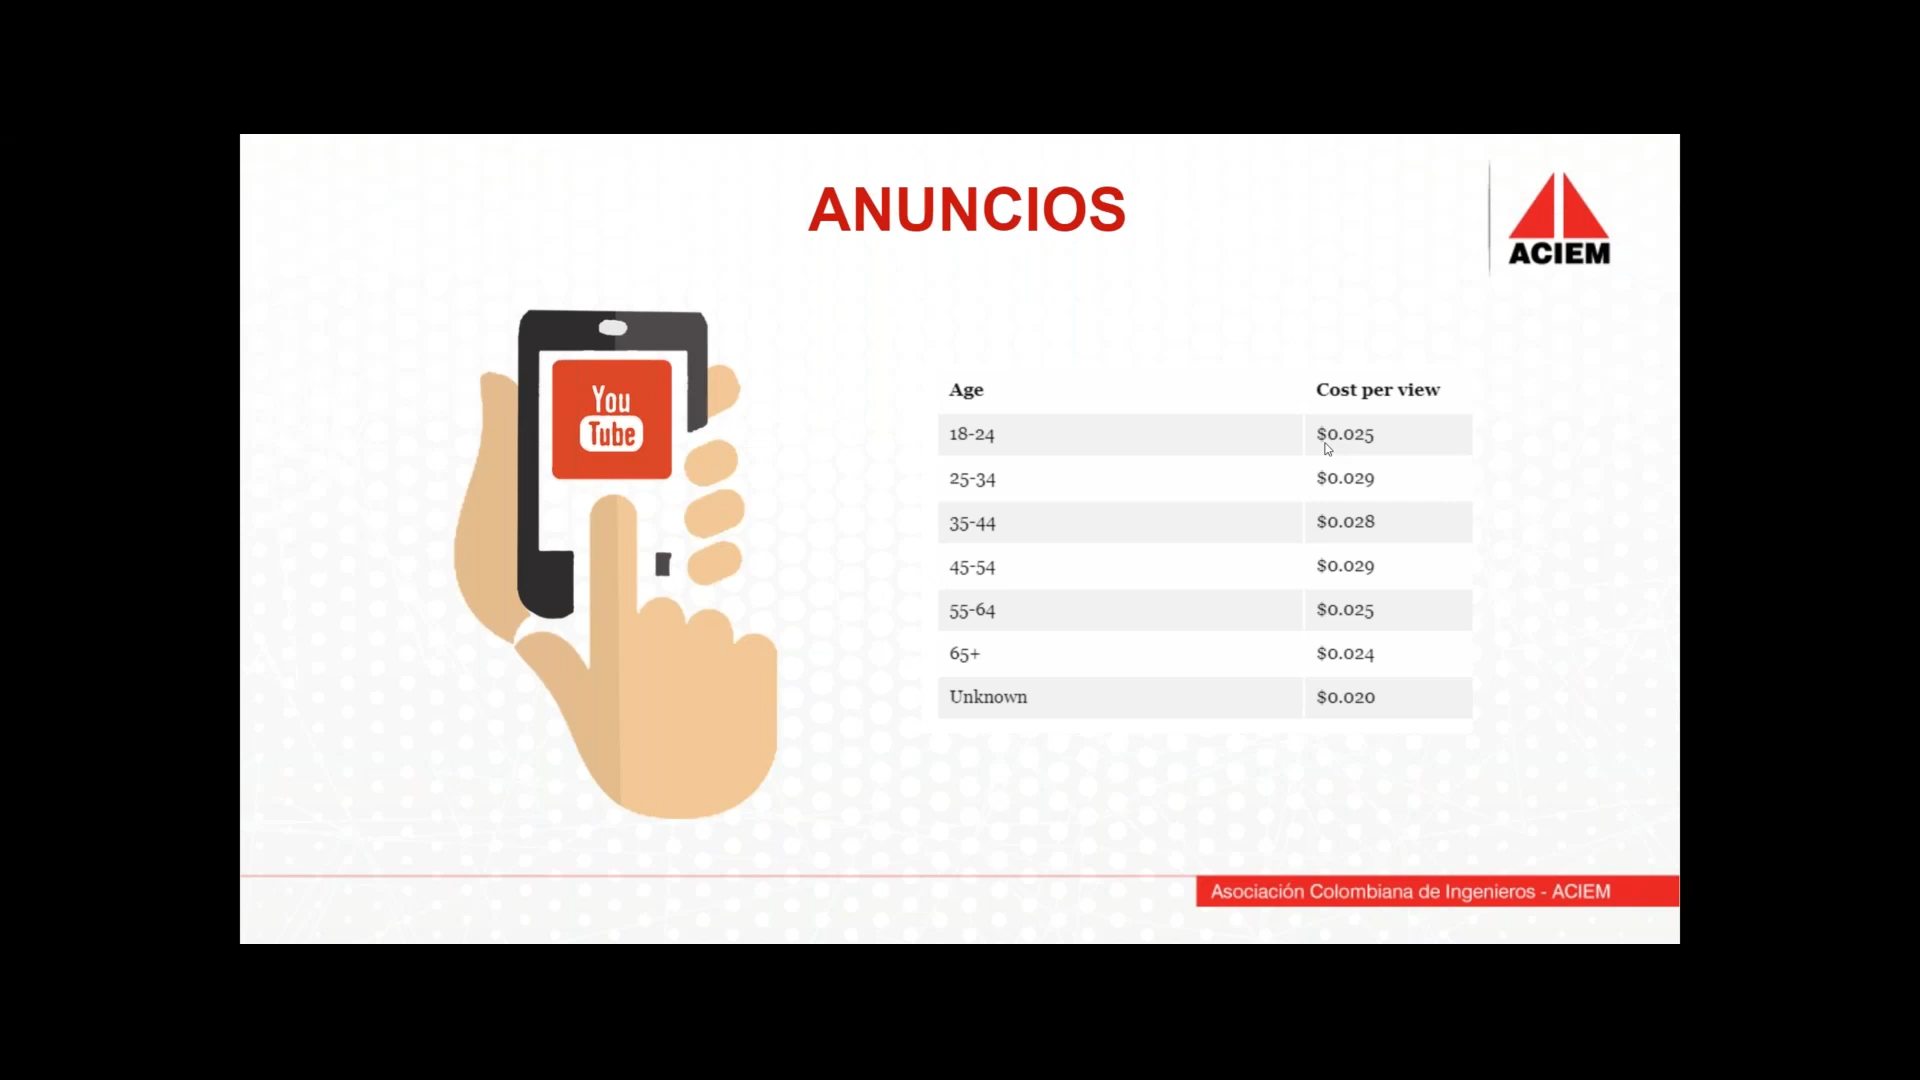 ANUNCIOS
ACIEM
You
Tube
Age Cost per view
18-24 $0.025
25-34 $0.029
35-44 $0.028
45-54 $0.029
55-64 $0.025
65+ $0.024
Unknown $0.020
Asociación Colombiana de Ingenieros - ACIEM